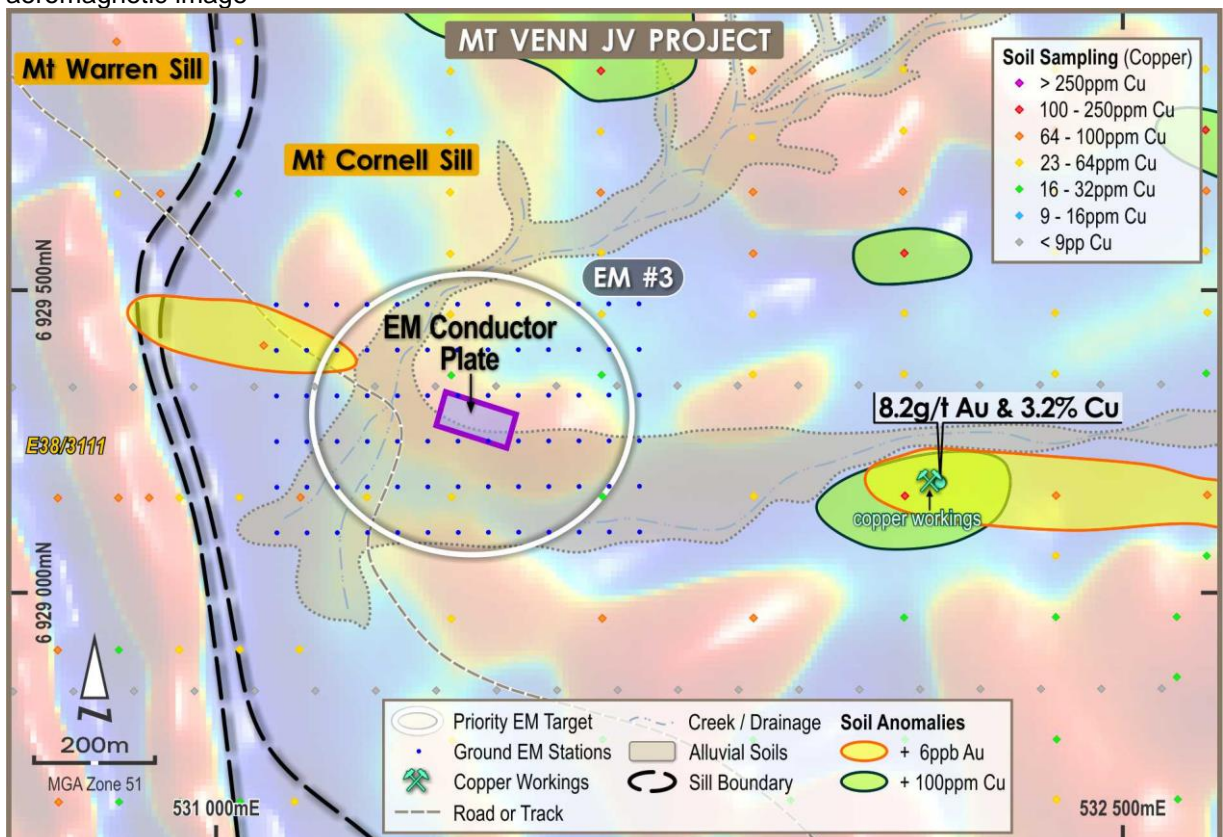 aeromagnetic image
MT VENN JV PROJECT
Mt Warren Sill
Mt Cornell Sill
Soil Sampling (Copper)
> 250ppm Cu
100 - 250ppm Cu
64 - 100ppm Cu
23 - 64ppm Cu
16 - 32ppm Cu
9 - 16ppm Cu
< 9pp Cu
6 929 500mN
EM #3
EM Conductor
Plate
8.2g/t Au & 3.2% Cu
E38/3111
copper workings
6 929 000mN
N
200m
MGA Zone 51
Priority EM Target
Ground EM Stations
Copper Workings
Road or Track
Creek / Drainage
Alluvial Soils
Sill Boundary
Soil Anomalies
+ 6ppb Au
+ 100ppm Cu
531 000mE
532 500mE